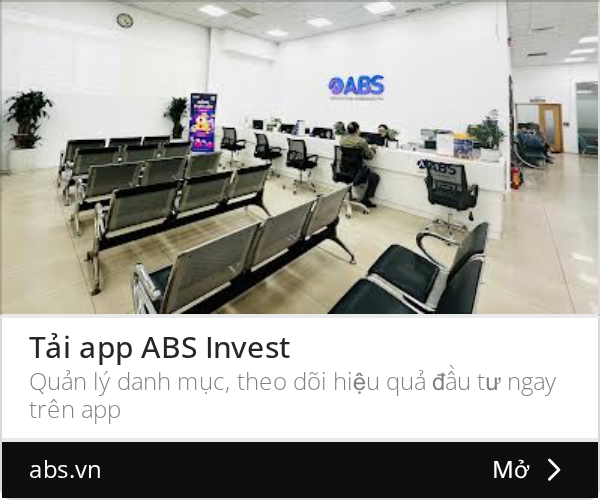 ABS
ABS
Tải app ABS Invest
Quản lý danh mục, theo dõi hiệu quả đầu tư ngay
trên app
abs.vn
Mở